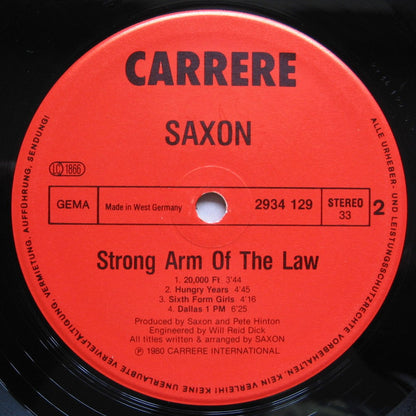 CARRERE
SAXON
LC 1866
GEMA
Made in West Germany
2934 129
STEREO
33
2
Strong Arm Of The Law
1. 20,000 Ft 3'44
2. Hungry Years 4'45
3. Sixth Form Girls 4'16
4. Dallas 1 PM 6'25
Produced by Saxon and Pete Hinton
Engineered by Will Reid Dick
All titles written & arranged by SAXON
℗ 1980 CARRERE INTERNATIONAL
ALLE URHEBER- UND LEISTUNGSSCHUTZRECHTE VORBEHALTEN. KEIN VERLEIH! KEINE UNERLAUBTE VERVIELFÄLTIGUNG, VERMIETUNG, AUFFÜHRUNG, SENDUNG!